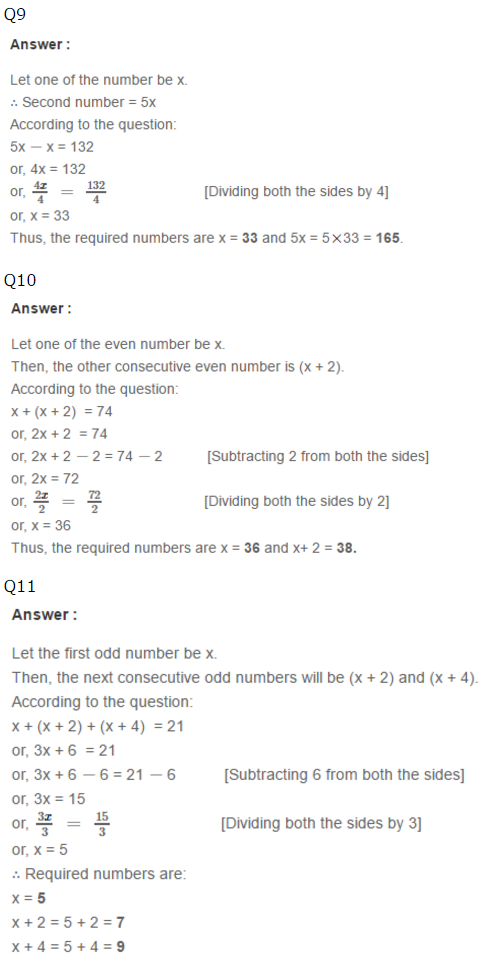 Q9
Answer :
Let one of the number be x.
∴ Second number = 5x
According to the question:
5x − x = 132
or, 4x = 132
or, 4x/4 = 132/4 [Dividing both the sides by 4]
or, x = 33
Thus, the required numbers are x = 33 and 5x = 5×33 = 165.
Q10
Answer :
Let one of the even number be x.
Then, the other consecutive even number is (x + 2).
According to the question:
x + (x + 2) = 74
or, 2x + 2 = 74
or, 2x + 2 − 2 = 74 − 2 [Subtracting 2 from both the sides]
or, 2x = 72
or, 2x/2 = 72/2 [Dividing both the sides by 2]
or, x = 36
Thus, the required numbers are x = 36 and x+ 2 = 38.
Q11
Answer :
Let the first odd number be x.
Then, the next consecutive odd numbers will be (x + 2) and (x + 4).
According to the question:
x + (x + 2) + (x + 4) = 21
or, 3x + 6 = 21
or, 3x + 6 − 6 = 21 − 6 [Subtracting 6 from both the sides]
or, 3x = 15
or, 3x/3 = 15/3 [Dividing both the sides by 3]
or, x = 5
∴ Required numbers are:
x = 5
x + 2 = 5 + 2 = 7
x + 4 = 5 + 4 = 9